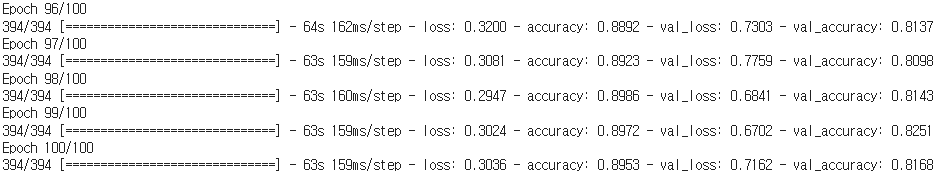 Epoch 96/100
394/394 [==============================] - 64s 162ms/step - loss: 0.3200 - accuracy: 0.8892 - val_loss: 0.7303 - val_accuracy: 0.8137
Epoch 97/100
394/394 [==============================] - 63s 159ms/step - loss: 0.3081 - accuracy: 0.8923 - val_loss: 0.7759 - val_accuracy: 0.8098
Epoch 98/100
394/394 [==============================] - 63s 160ms/step - loss: 0.2947 - accuracy: 0.8986 - val_loss: 0.6841 - val_accuracy: 0.8143
Epoch 99/100
394/394 [==============================] - 63s 159ms/step - loss: 0.3024 - accuracy: 0.8972 - val_loss: 0.6702 - val_accuracy: 0.8251
Epoch 100/100
394/394 [==============================] - 63s 159ms/step - loss: 0.3036 - accuracy: 0.8953 - val_loss: 0.7162 - val_accuracy: 0.8168